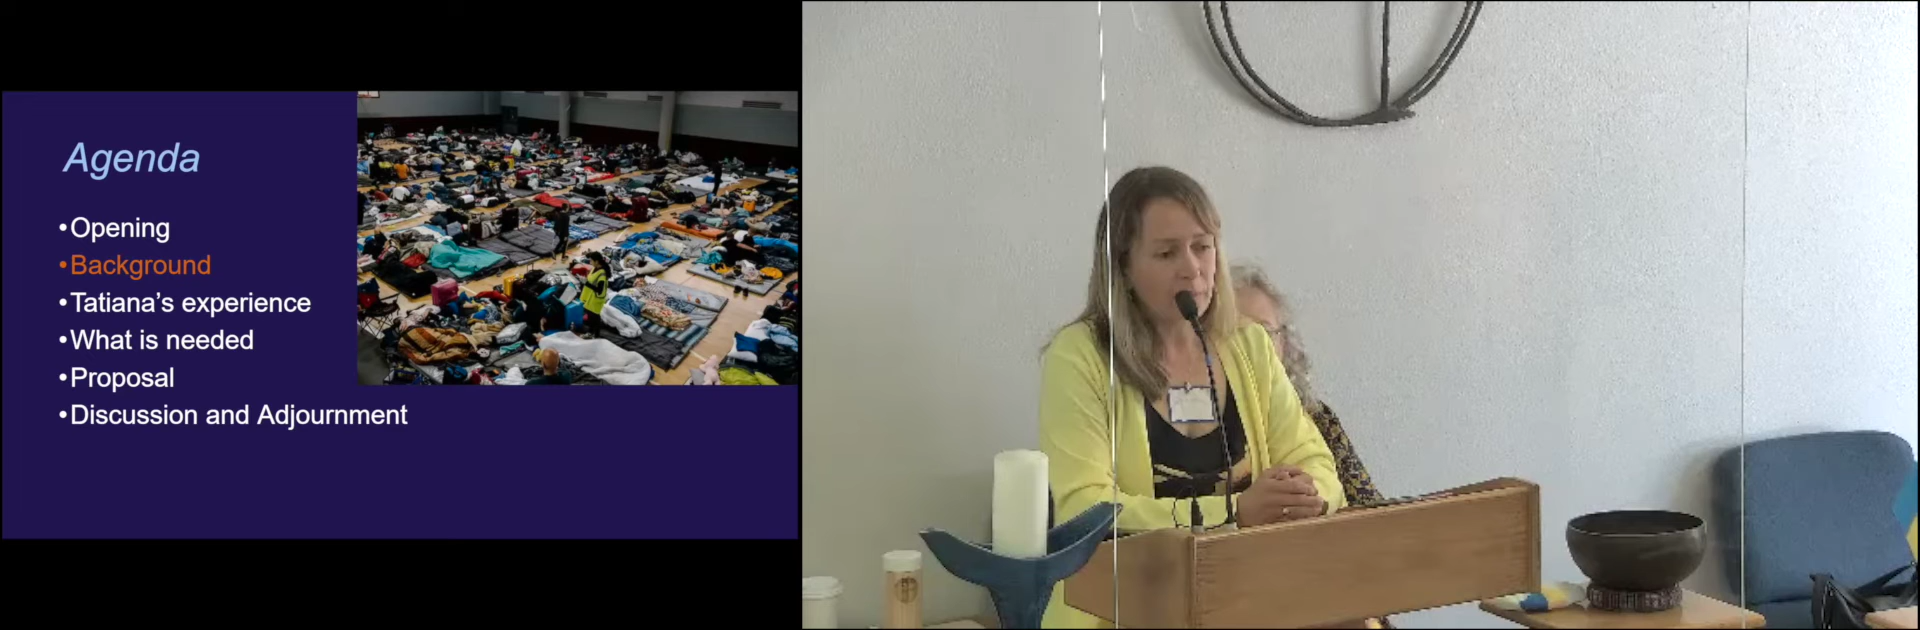 Agenda
•Opening
•Background
•Tatiana's experience
•What is needed
•Proposal
•Discussion and Adjournment